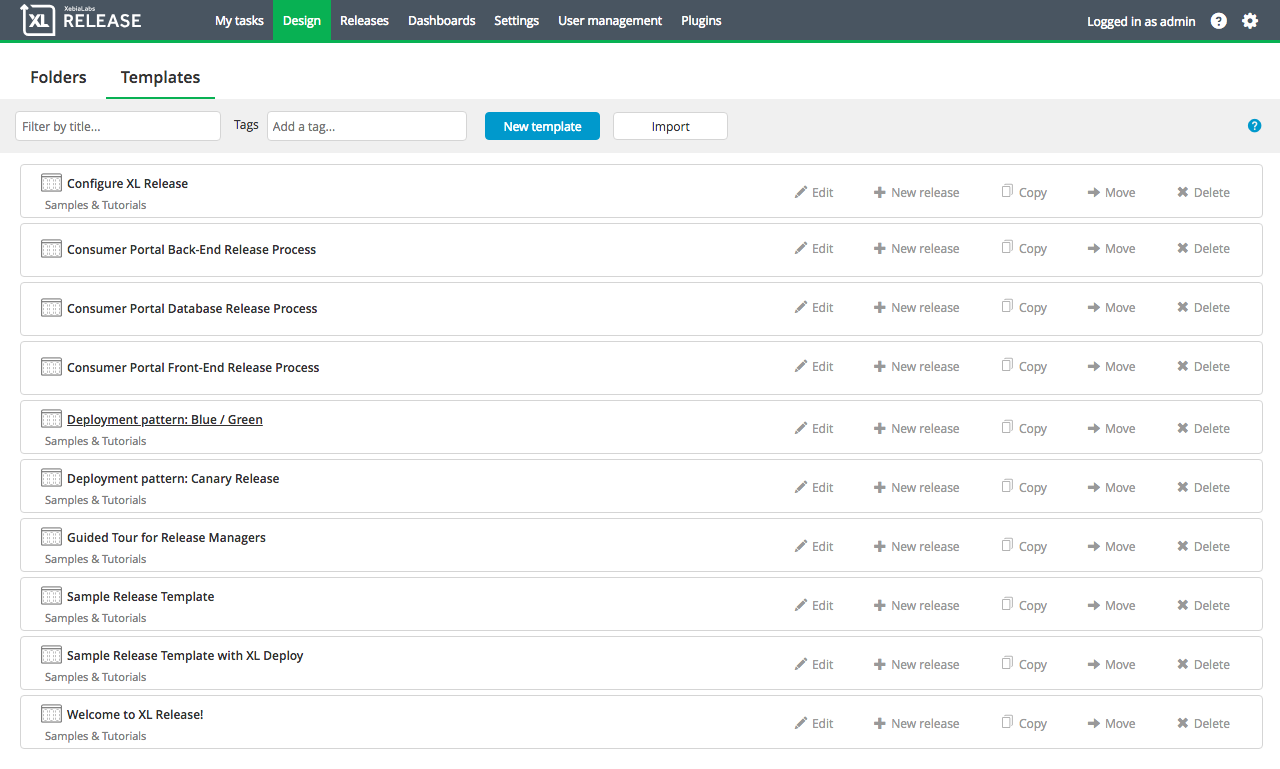 XebiaLabs
XL RELEASE
My tasks Design Releases Dashboards Settings User management Plugins Logged in as admin ?
Folders Templates
Filter by title... Tags Add a tag... New template Import ?
Configure XL Release
Samples & Tutorials
Edit New release Copy Move Delete
Consumer Portal Back-End Release Process Edit New release Copy Move Delete
Consumer Portal Database Release Process Edit New release Copy Move Delete
Consumer Portal Front-End Release Process Edit New release Copy Move Delete
Deployment pattern: Blue / Green
Samples & Tutorials
Edit New release Copy Move Delete
Deployment pattern: Canary Release
Samples & Tutorials
Edit New release Copy Move Delete
Guided Tour for Release Managers
Samples & Tutorials
Edit New release Copy Move Delete
Sample Release Template
Samples & Tutorials
Edit New release Copy Move Delete
Sample Release Template with XL Deploy
Samples & Tutorials
Edit New release Copy Move Delete
Welcome to XL Release!
Samples & Tutorials
Edit New release Copy Move Delete